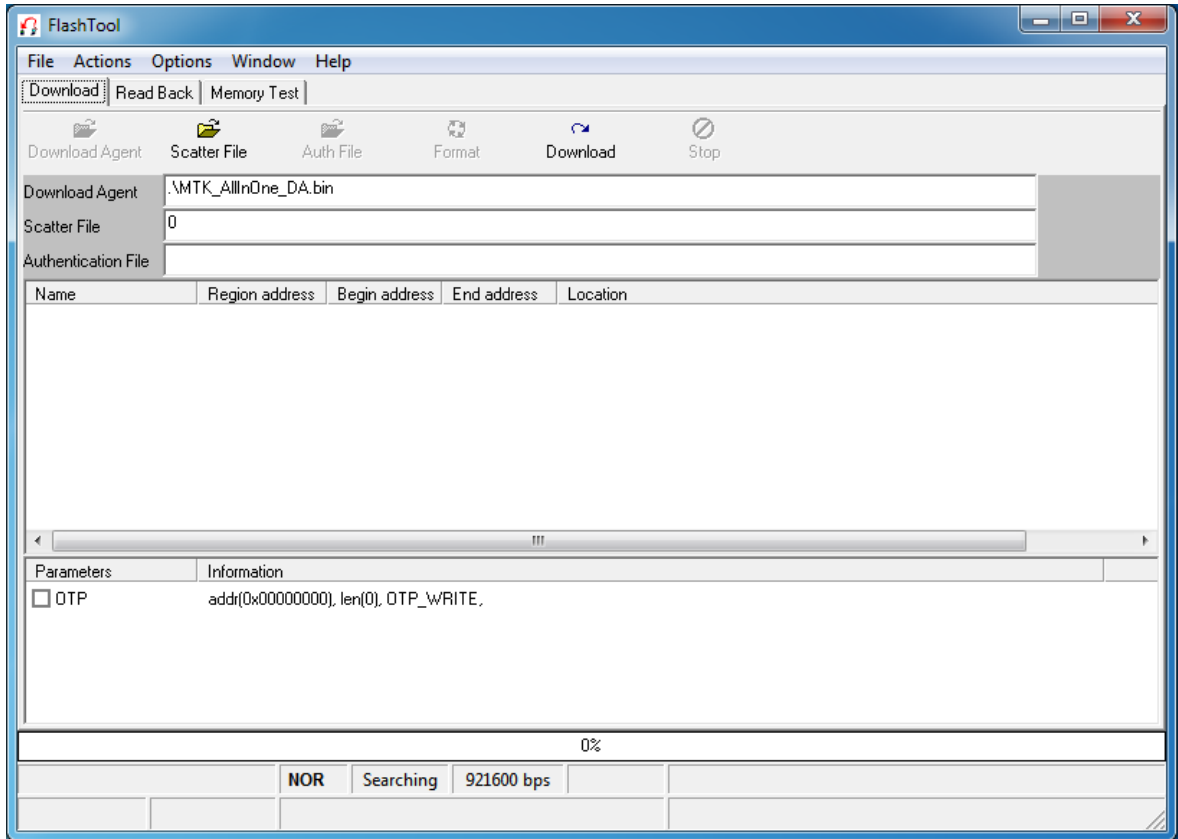 FlashTool
File Actions Options Window Help
Download Read Back Memory Test
Download Agent Scatter File Auth File Format Download Stop
Download Agent .\MTK_AllInOne_DA.bin
Scatter File 0
Authentication File
Name Region address Begin address End address Location
Parameters Information
OTP addr(0x00000000), len(0), OTP_WRITE,
0%
NOR Searching 921600 bps